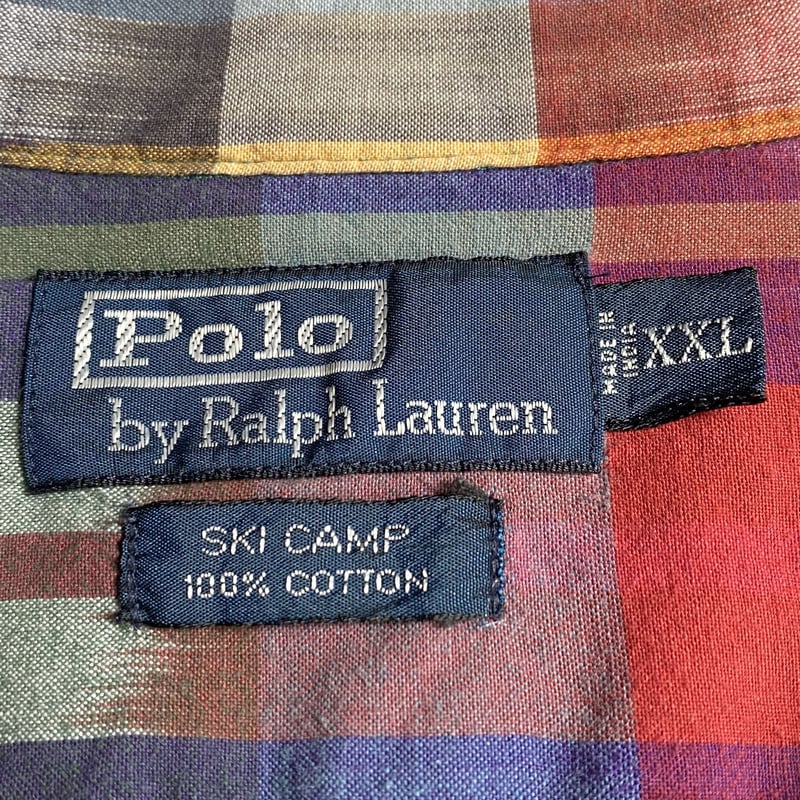 Polo
by Ralph Lauren
MADE IN
INDIA
XXL
SKI CAMP
100% COTTON